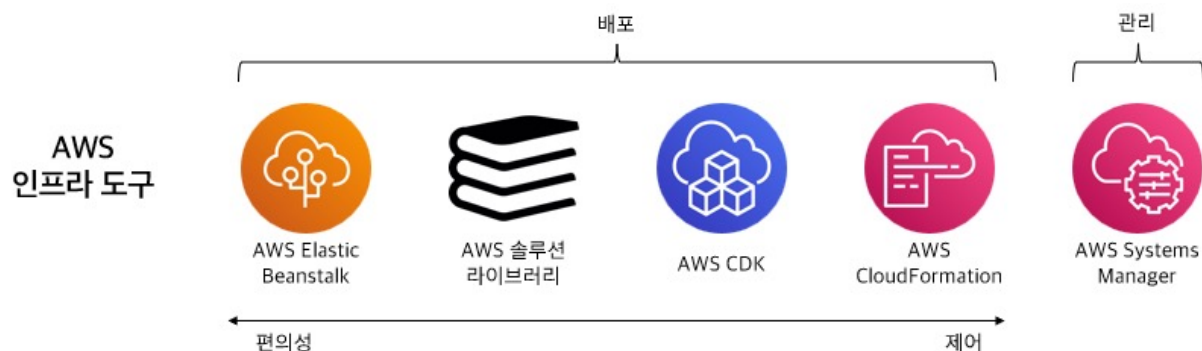 배포
관리
AWS
인프라 도구
AWS Elastic
Beanstalk
AWS 솔루션
라이브러리
AWS CDK
AWS
CloudFormation
AWS Systems
Manager
편의성
제어